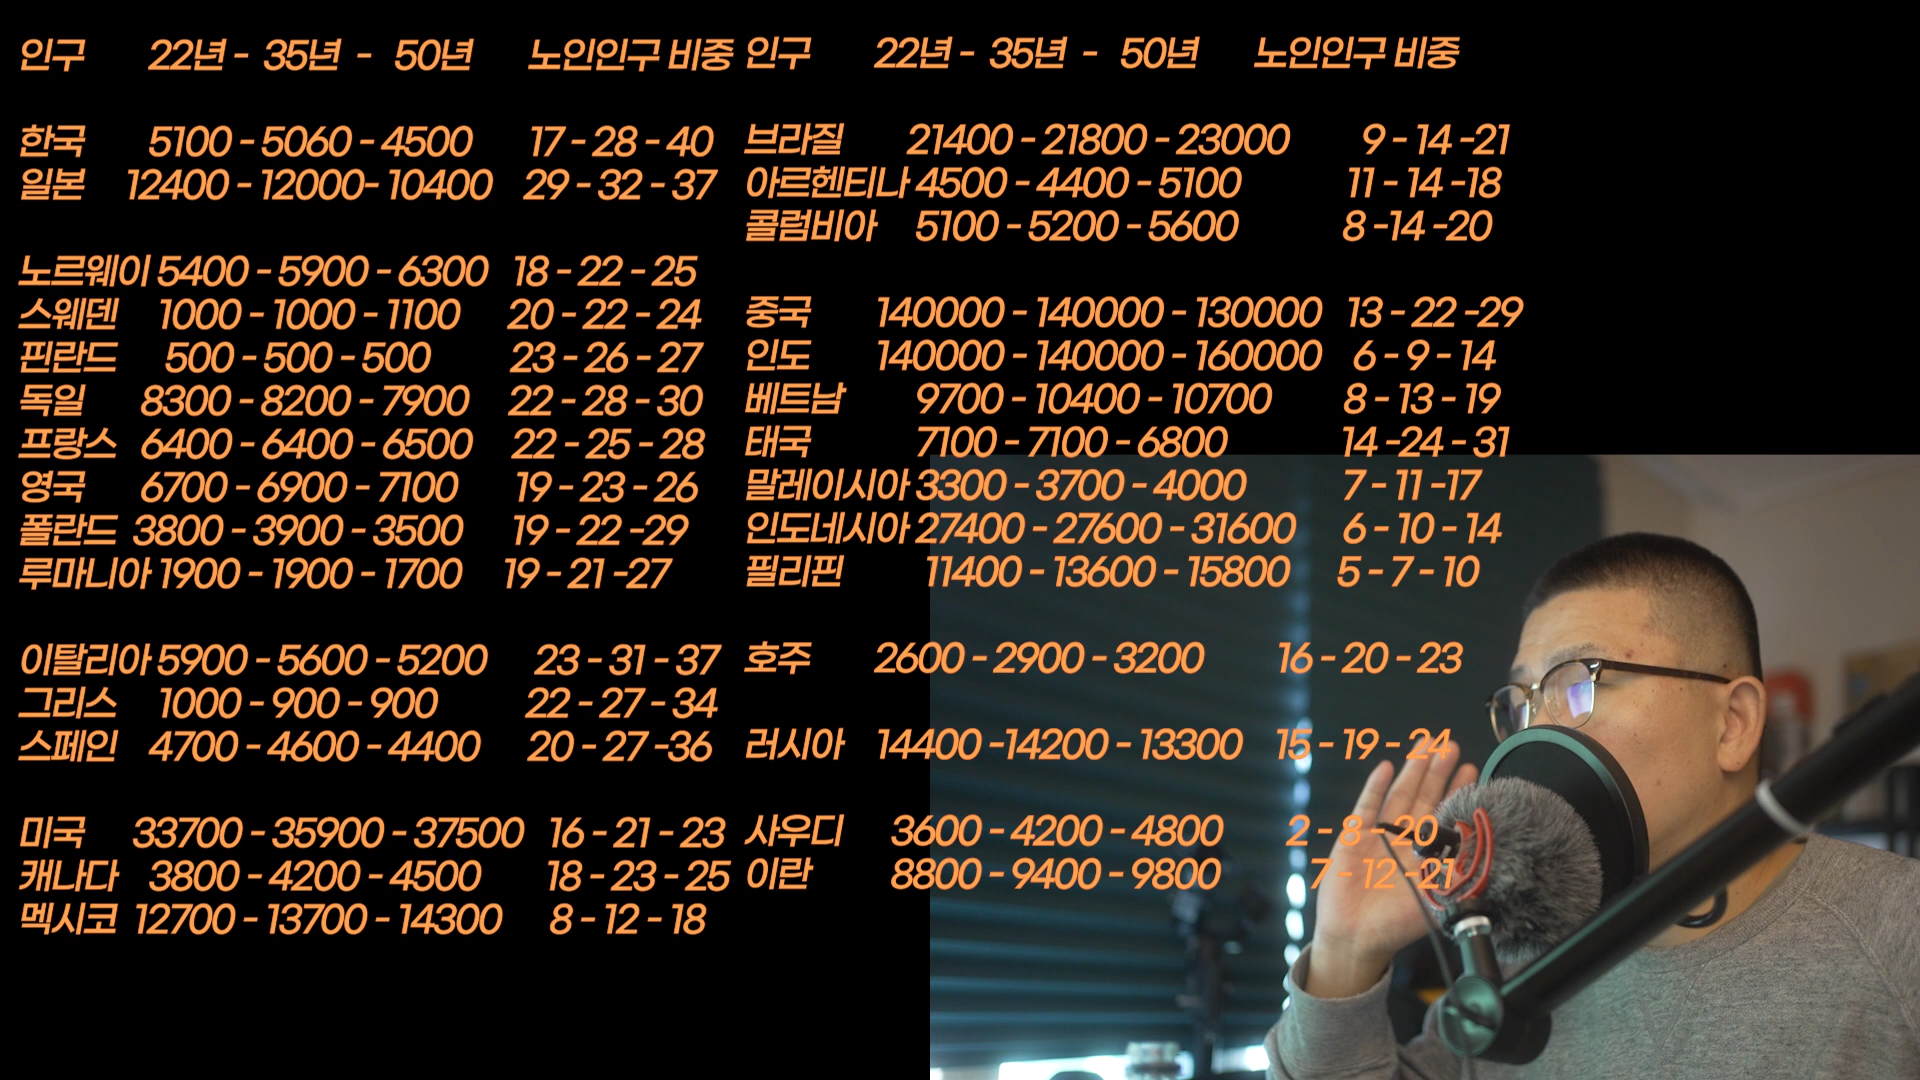 인구 22년 - 35년 - 50년 노인인구 비중
한국 5100 - 5060 - 4500 17 - 28 - 40
일본 12400 - 12000- 10400 29 - 32 - 37
노르웨이 5400 - 5900 - 6300 18 - 22 - 25
스웨덴 1000 - 1000 - 1100 20 - 22 - 24
핀란드 500 - 500 - 500 23 - 26 - 27
독일 8300 - 8200 - 7900 22 - 28 - 30
프랑스 6400 - 6400 - 6500 22 - 25 - 28
영국 6700 - 6900 - 7100 19 - 23 - 26
폴란드 3800 - 3900 - 3500 19 - 22 -29
루마니아 1900 - 1900 - 1700 19 - 21 -27
이탈리아 5900 - 5600 - 5200 23 - 31 - 37
그리스 1000 - 900 - 900 22 - 27 - 34
스페인 4700 - 4600 - 4400 20 - 27 -36
미국 33700 - 35900 - 37500 16 - 21 - 23
캐나다 3800 - 4200 - 4500 18 - 23 - 25
멕시코 12700 - 13700 - 14300 8 - 12 - 18
인구 22년 - 35년 - 50년 노인인구 비중
브라질 21400 - 21800 - 23000 9 - 14 -21
아르헨티나 4500 - 4400 - 5100 11 - 14 -18
콜럼비아 5100 - 5200 - 5600 8 -14 -20
중국 140000 - 140000 - 130000 13 - 22 -29
인도 140000 - 140000 - 160000 6 - 9 - 14
베트남 9700 - 10400 - 10700 8 - 13 - 19
태국 7100 - 7100 - 6800 14 -24 - 31
말레이시아 3300 - 3700 - 4000 7 - 11 -17
인도네시아 27400 - 27600 - 31600 6 - 10 - 14
필리핀 11400 - 13600 - 15800 5 - 7 - 10
호주 2600 - 2900 - 3200 16 - 20 - 23
러시아 14400 -14200 - 13300 15 - 19 - 24
사우디 3600 - 4200 - 4800 2 - 8 - 20
이란 8800 - 9400 - 9800 7 - 12 -21